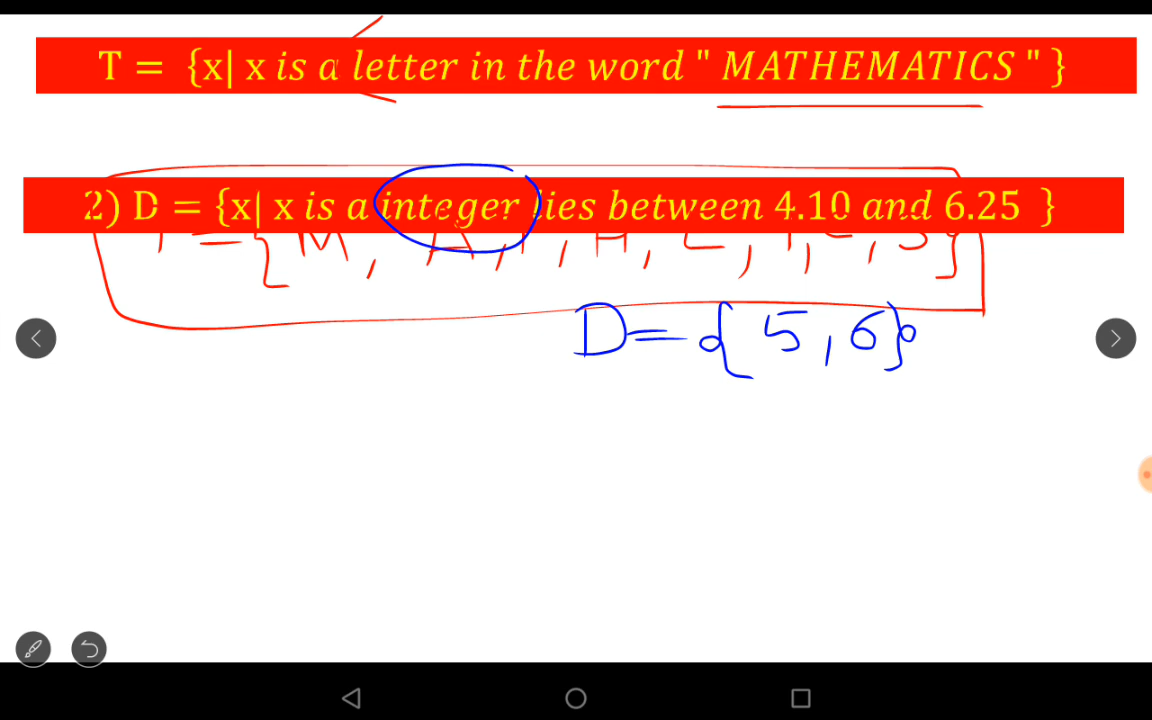 T = {x| x is a letter in the word " MATHEMATICS " }
2) D = {x| x is a integer lies between 4.10 and 6.25 }
D = { 5 , 6 }